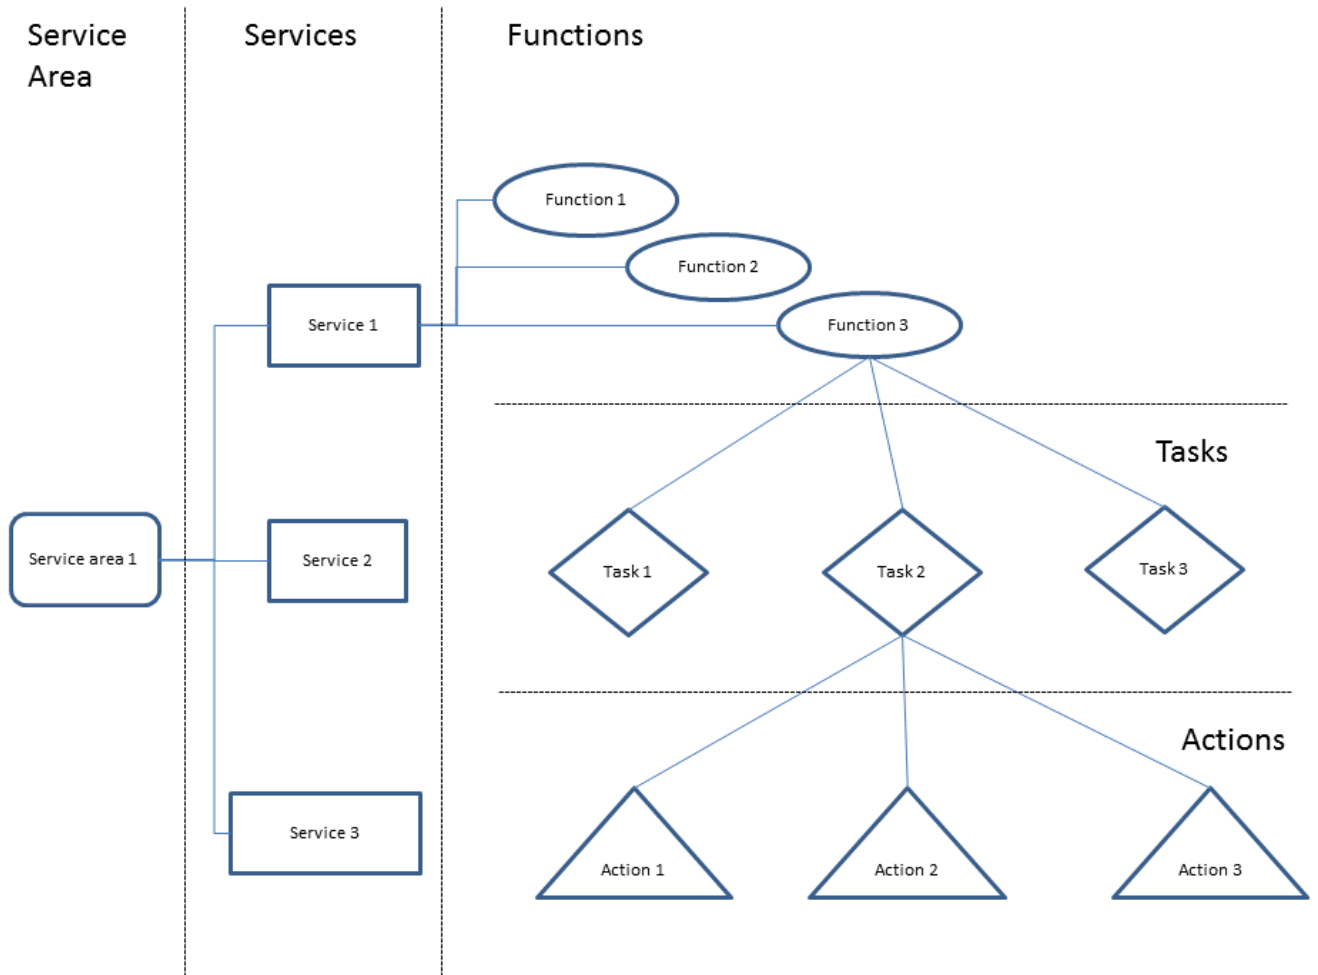 Service
Area
Services
Functions
Function 1
Function 2
Function 3
Service 1
Tasks
Service area 1
Service 2
Task 1
Task 2
Task 3
Actions
Service 3
Action 1
Action 2
Action 3